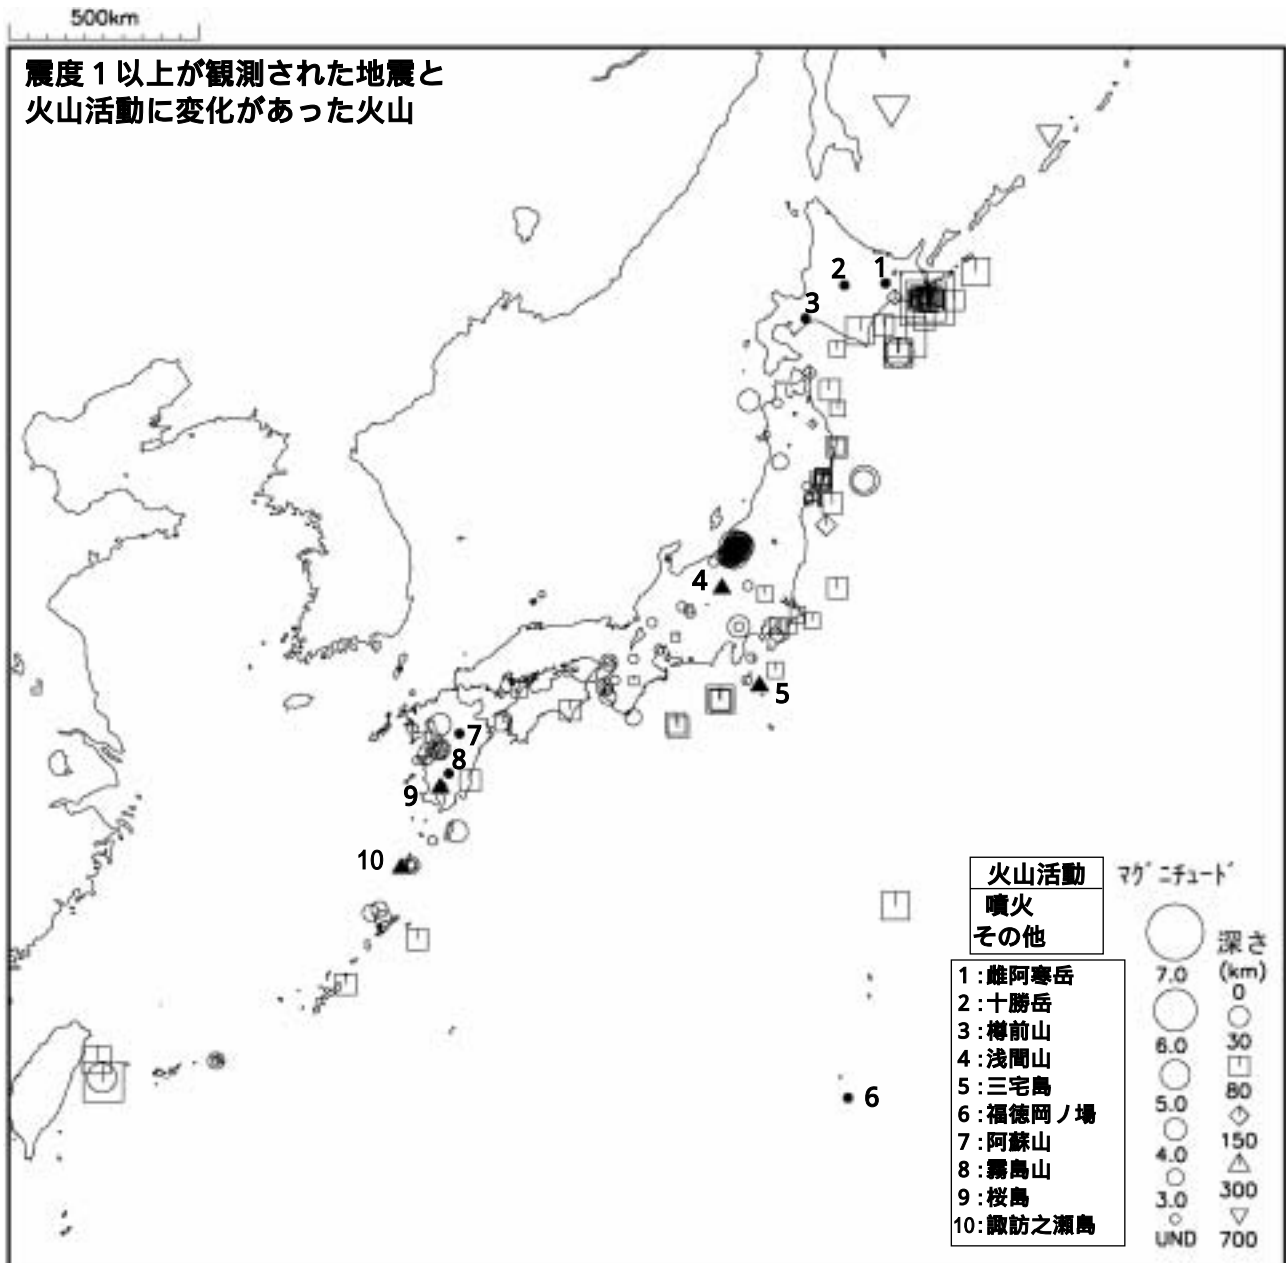 500km
震度1以上が観測された地震と
火山活動に変化があった火山
2
1
3
4
5
7
8
9
10
6
火山活動
噴火
その他
1:雌阿寒岳
2:十勝岳
3:樽前山
4:浅間山
5:三宅島
6:福徳岡ノ場
7:阿蘇山
8:霧島山
9:桜島
10:諏訪之瀬島
マグニチュード
7.0
6.0
5.0
4.0
3.0
UND
深さ
(km)
0
30
80
150
300
700